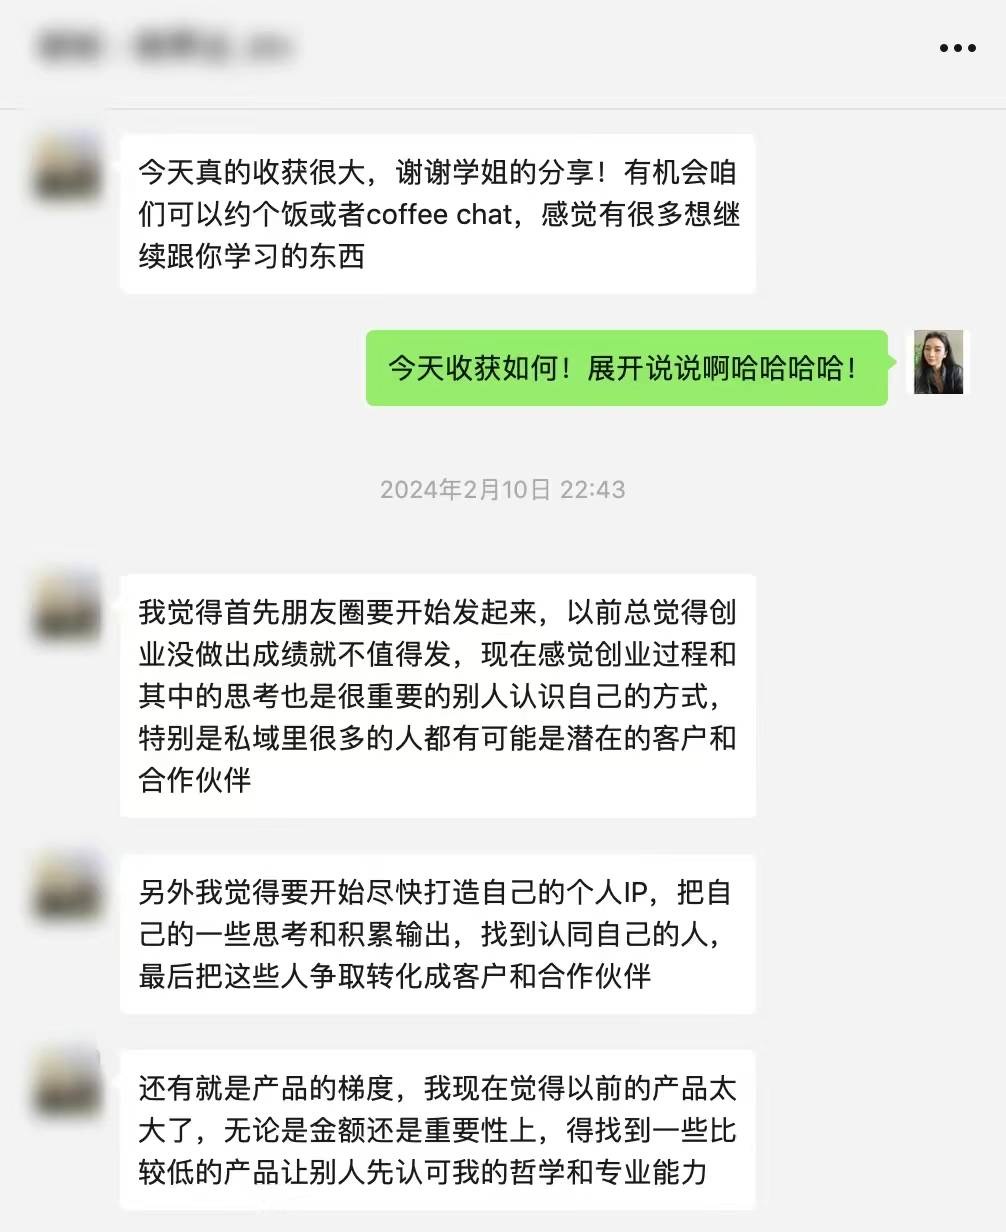 今天真的收获很大，谢谢学姐的分享！有机会咱
们可以约个饭或者coffee chat，感觉有很多想继
续跟你学习的东西
今天收获如何！展开说说啊哈哈哈哈！
2024年2月10日 22:43
我觉得首先朋友圈要开始发起来，以前总觉得创
业没做出成绩就不值得发，现在感觉创业过程和
其中的思考也是很重要的别人认识自己的方式，
特别是私域里很多的人都有可能是潜在的客户和
合作伙伴
另外我觉得要开始尽快打造自己的个人IP，把自
己的一些思考和积累输出，找到认同自己的人，
最后把这些人争取转化成客户和合作伙伴
还有就是产品的梯度，我现在觉得以前的产品太
大了，无论是金额还是重要性上，得找到一些比
较低的产品让别人先认可我的哲学和专业能力